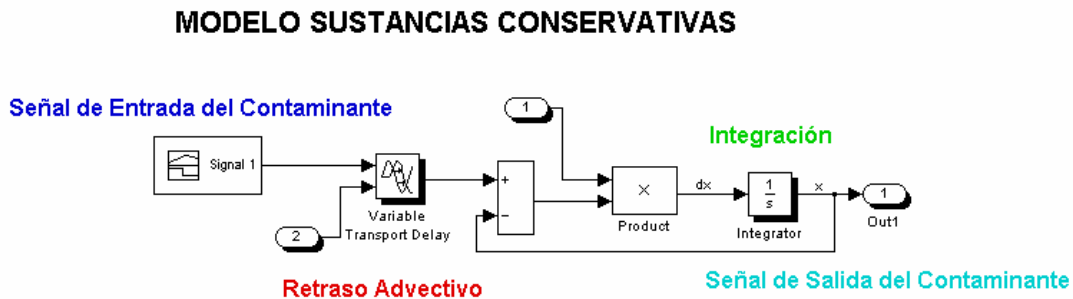 MODELO SUSTANCIAS CONSERVATIVAS
Señal de Entrada del Contaminante
1
Integración
Signal 1
+
−
×
Product
dx
1
s
Integrator
x
1
Out1
Variable
Transport Delay
2
Retraso Advectivo
Señal de Salida del Contaminante